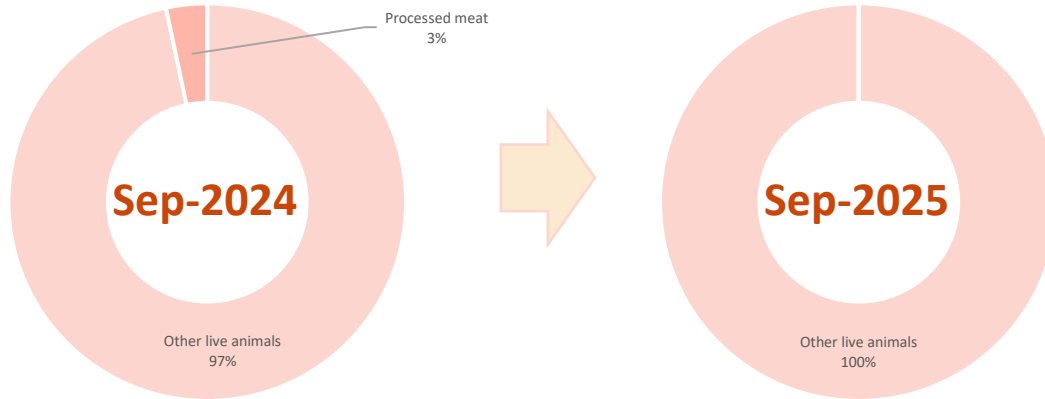 Processed meat
3%
Sep-2024
Other live animals
97%
Sep-2025
Other live animals
100%